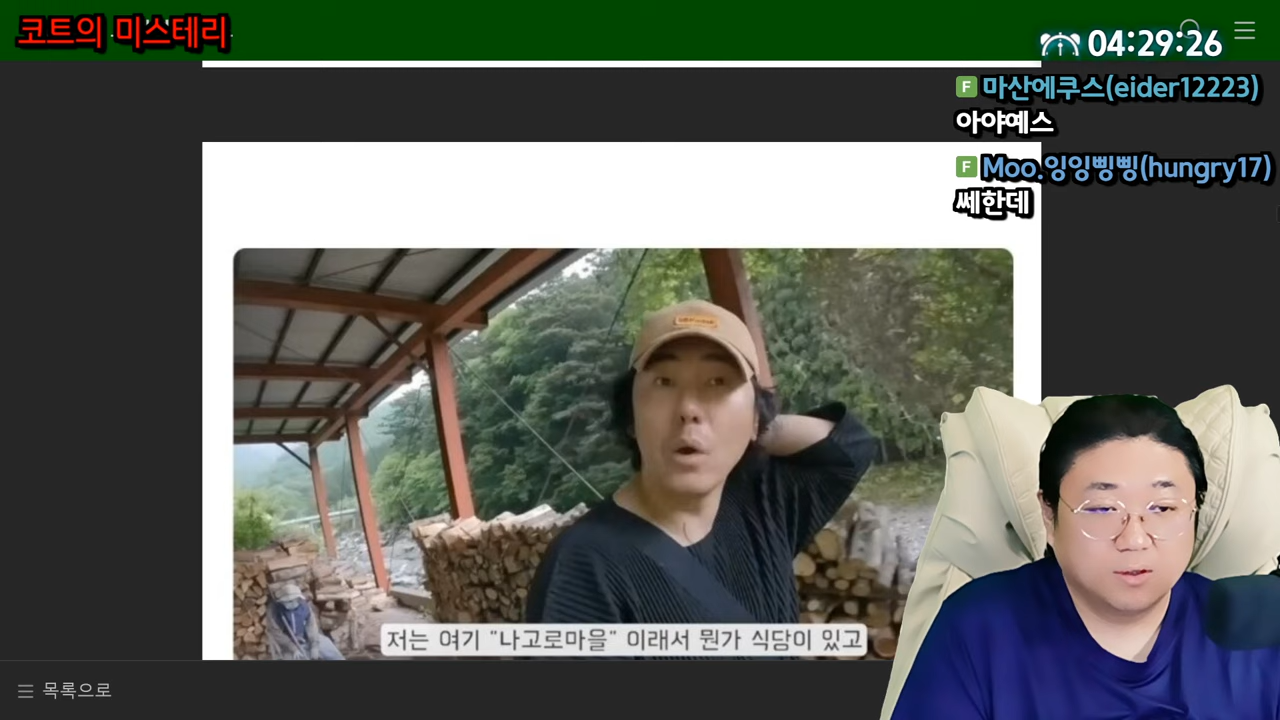 코트의 미스테리
04:29:26
F 마산에쿠스(eider12223)
아야예스
F Moo.잉잉삥삥(hungry17)
쎄한데
저는 여기 "나고로마을" 이래서 뭔가 식당이 있고
목록으로